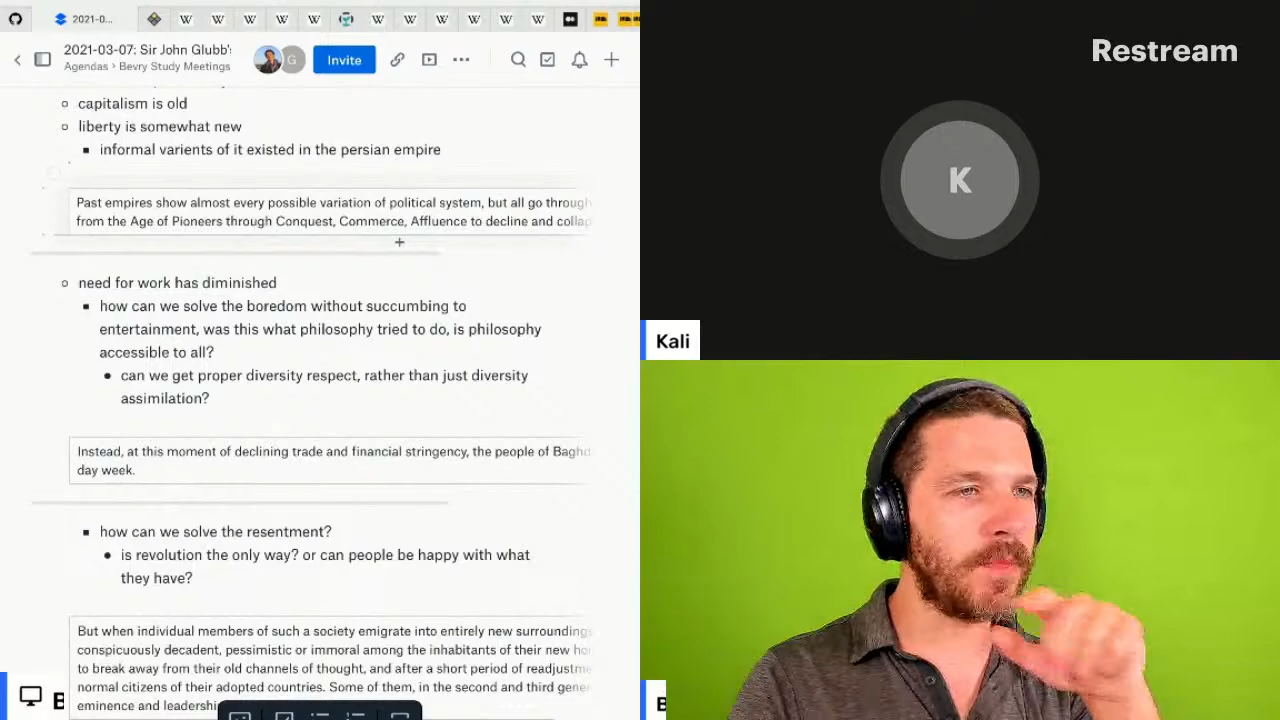 2021-0...
2021-03-07: Sir John Glubb':
Agendas > Bevry Study Meetings
G
Invite
capitalism is old
liberty is somewhat new
informal varients of it existed in the persian empire
Past empires show almost every possible variation of political system, but all go through
from the Age of Pioneers through Conquest, Commerce, Affluence to decline and
need for work has diminished
how can we solve the boredom without succumbing to
entertainment, was this what philosophy tried to do, is philosophy
accessible to all?
can we get proper diversity respect, rather than just diversity
assimilation?
Instead, at this moment of declining trade and financial stringency, the people of
day week.
how can we solve the resentment?
is revolution the only way? or can people be happy with what
they have?
But when individual members of such a society emigrate into entirely new surroundings
conspicuously decadent, pessimistic or immoral among the inhabitants of their new
to break away from their old channels of thought, and after a short period of
normal citizens of their adopted countries. Some of them, in the second and third
eminence and
Restream
K
Kali